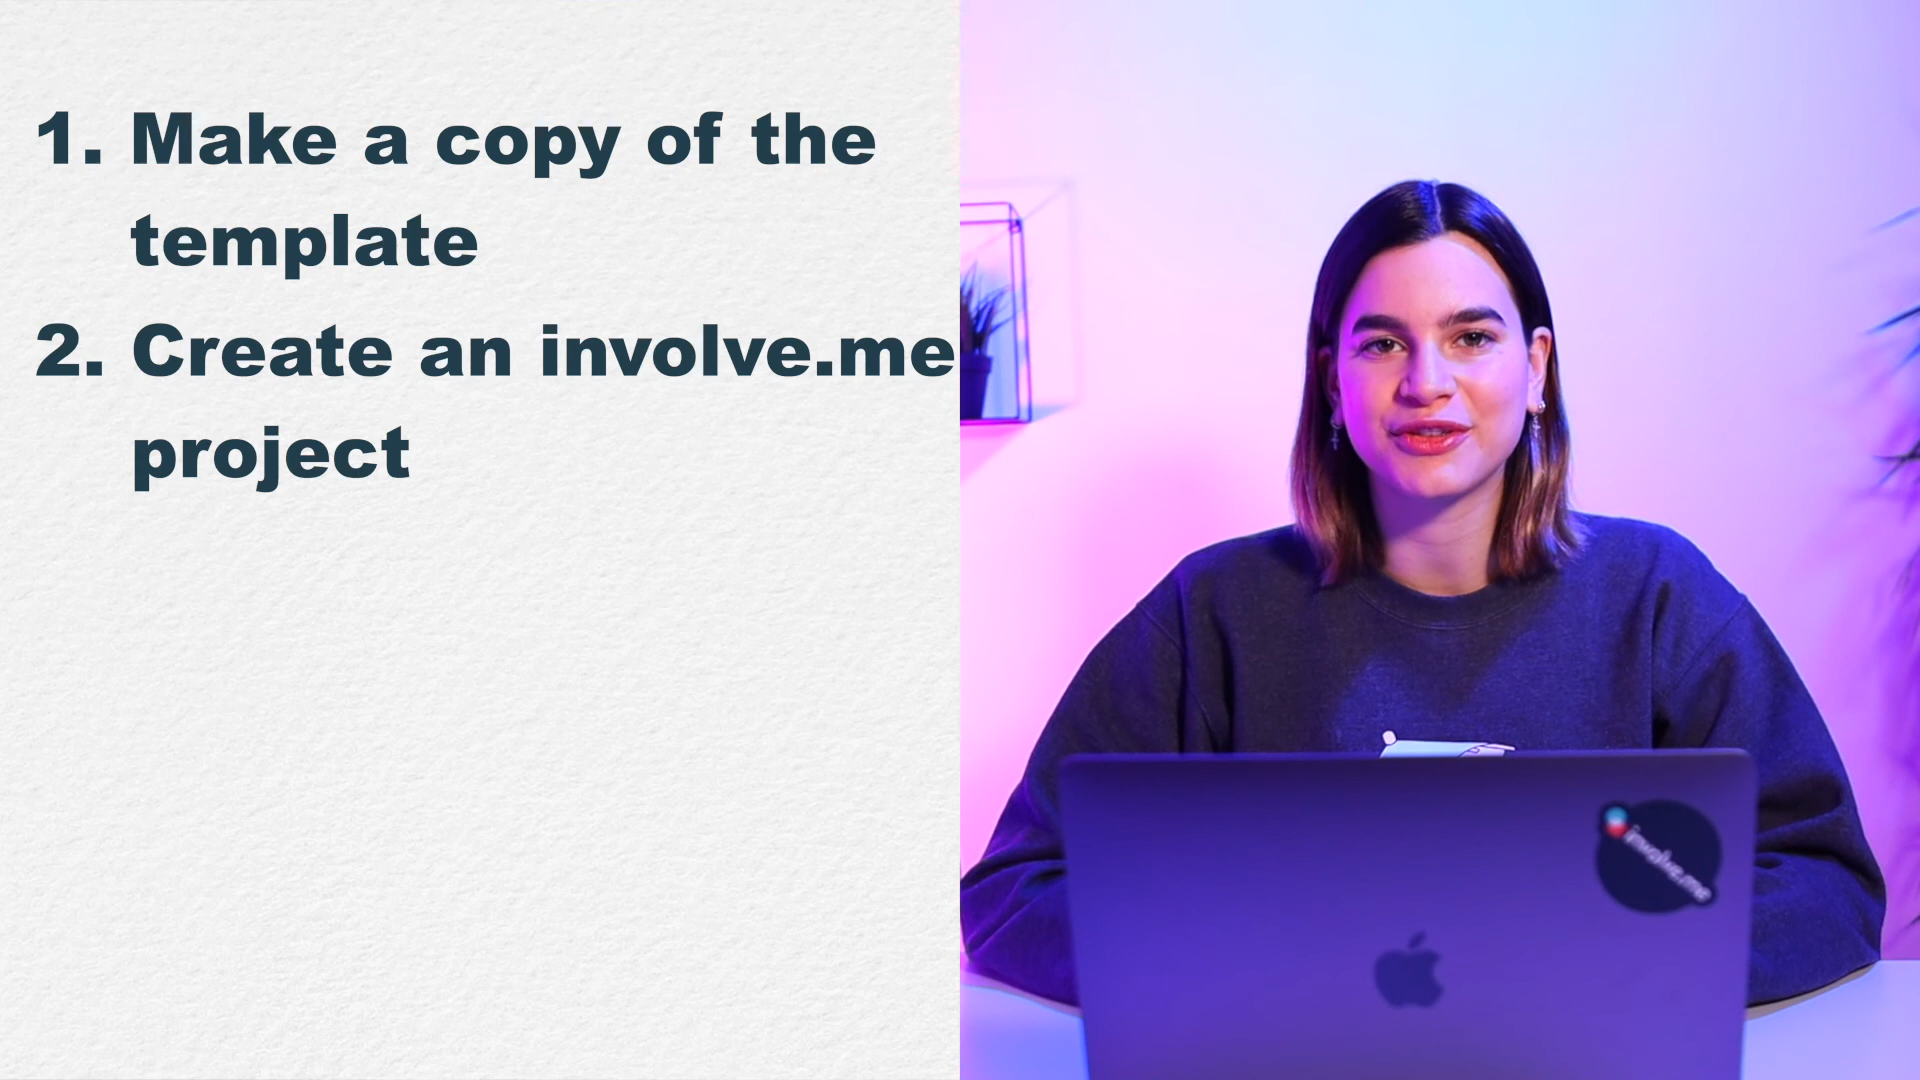 1. Make a copy of the
template
2. Create an involve.me
project
involve.me